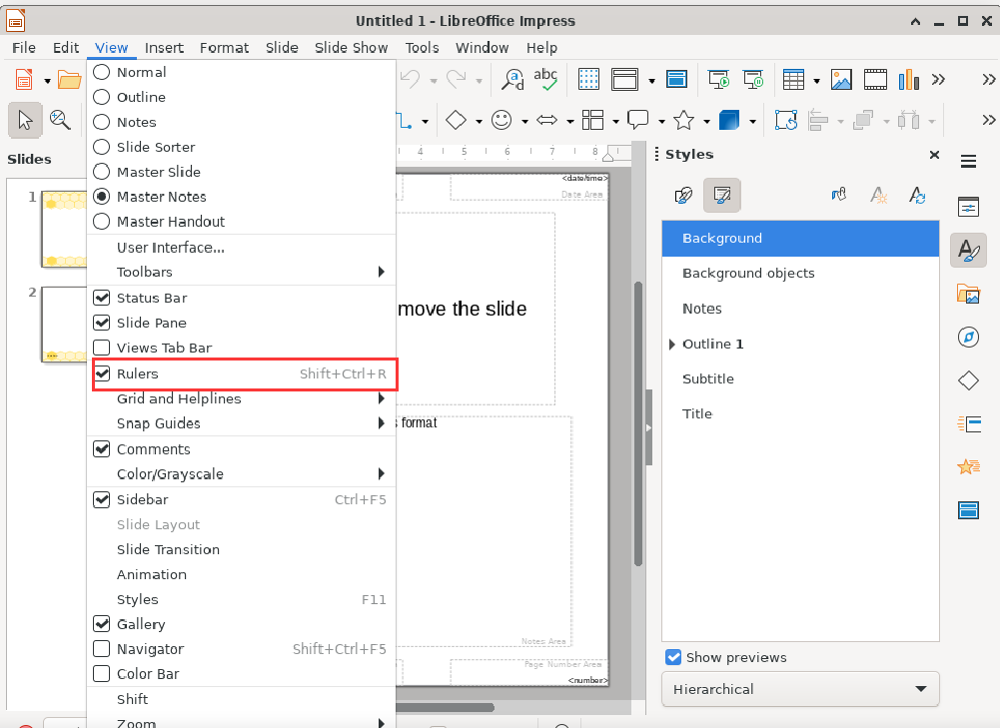 Untitled 1 - LibreOffice Impress
File Edit View Insert Format Slide Slide Show Tools Window Help
abc
Slides
1
2
Normal
Outline
Notes
Slide Sorter
Master Slide
Master Notes
Master Handout
User Interface...
Toolbars
Status Bar
Slide Pane
Views Tab Bar
Rulers Shift+Ctrl+R
Grid and Helplines
Snap Guides
Comments
Color/Grayscale
Sidebar Ctrl+F5
Slide Layout
Slide Transition
Animation
Styles F11
Gallery
Navigator Shift+Ctrl+F5
Color Bar
Shift
Zoom
4 5 6 7 8
<date/time>
Date Area
move the slide
s format
Notes Area
Page Number Area
<number>
Styles
Background
Background objects
Notes
Outline 1
Subtitle
Title
Show previews
Hierarchical